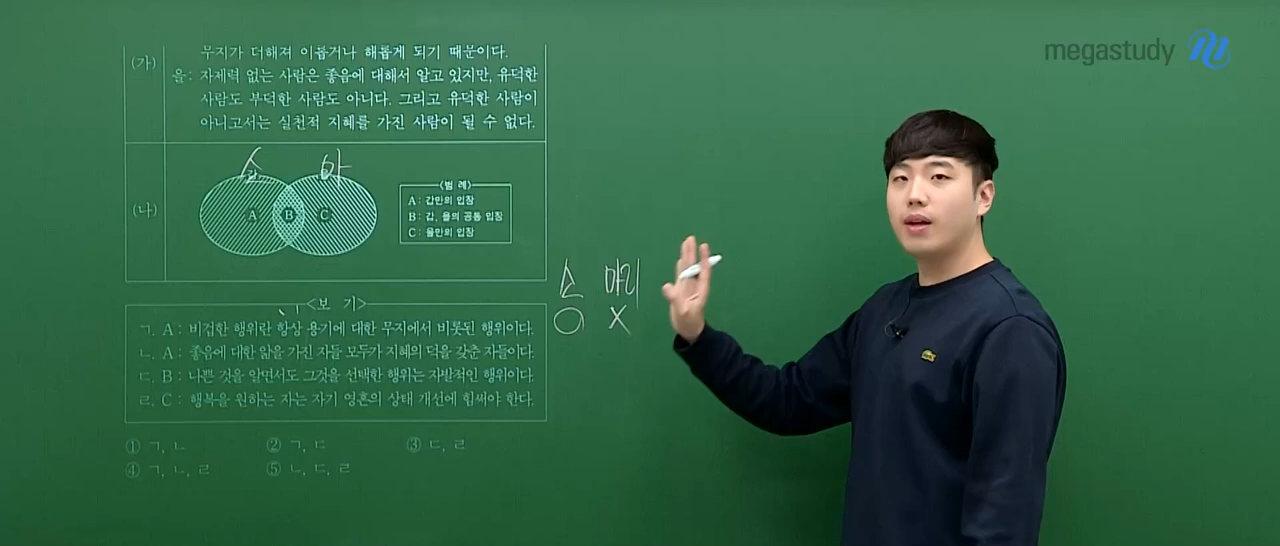 megastudy
(가)
무지가 더해져 이롭거나 해롭게 되기 때문이다.
을: 자제력 없는 사람은 좋음에 대해서 알고 있지만, 유덕한
사람도 부덕한 사람도 아니다. 그리고 유덕한 사람이
아니고서는 실천적 지혜를 가진 사람이 될 수 없다.
(나)
소 아
A B C
<범 례>
A : 갑만의 입장
B : 갑, 을의 공통 입장
C : 을만의 입장
소 아리
O X
<보 기>
ㄱ. A : 비겁한 행위란 항상 용기에 대한 무지에서 비롯된 행위이다.
ㄴ. A : 좋음에 대한 앎을 가진 자들 모두가 지혜의 덕을 갖춘 자들이다.
ㄷ. B : 나쁜 것을 알면서도 그것을 선택한 행위는 자발적인 행위이다.
ㄹ. C : 행복을 원하는 자는 자기 영혼의 상태 개선에 힘써야 한다.
① ㄱ, ㄴ ② ㄱ, ㄷ ③ ㄷ, ㄹ
④ ㄱ, ㄴ, ㄹ ⑤ ㄴ, ㄷ, ㄹ